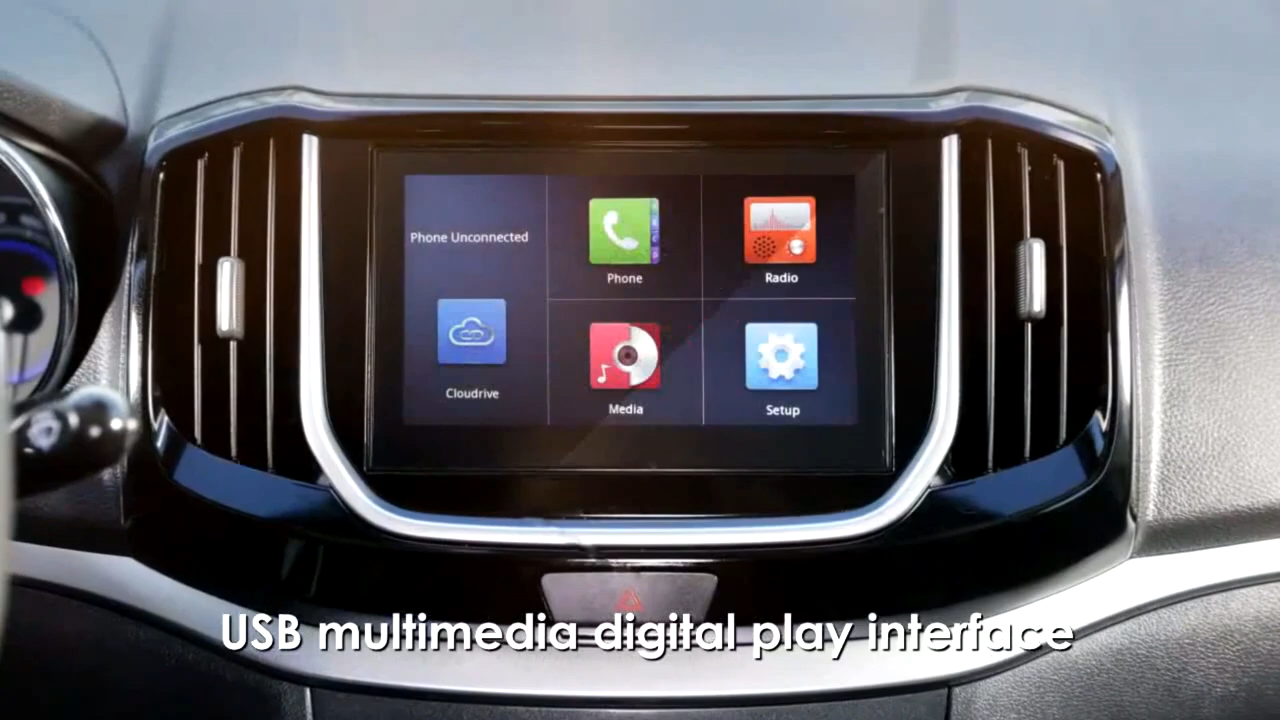 Phone Unconnected
Cloudrive
Phone
Radio
Media
Setup
USB multimedia digital play interface